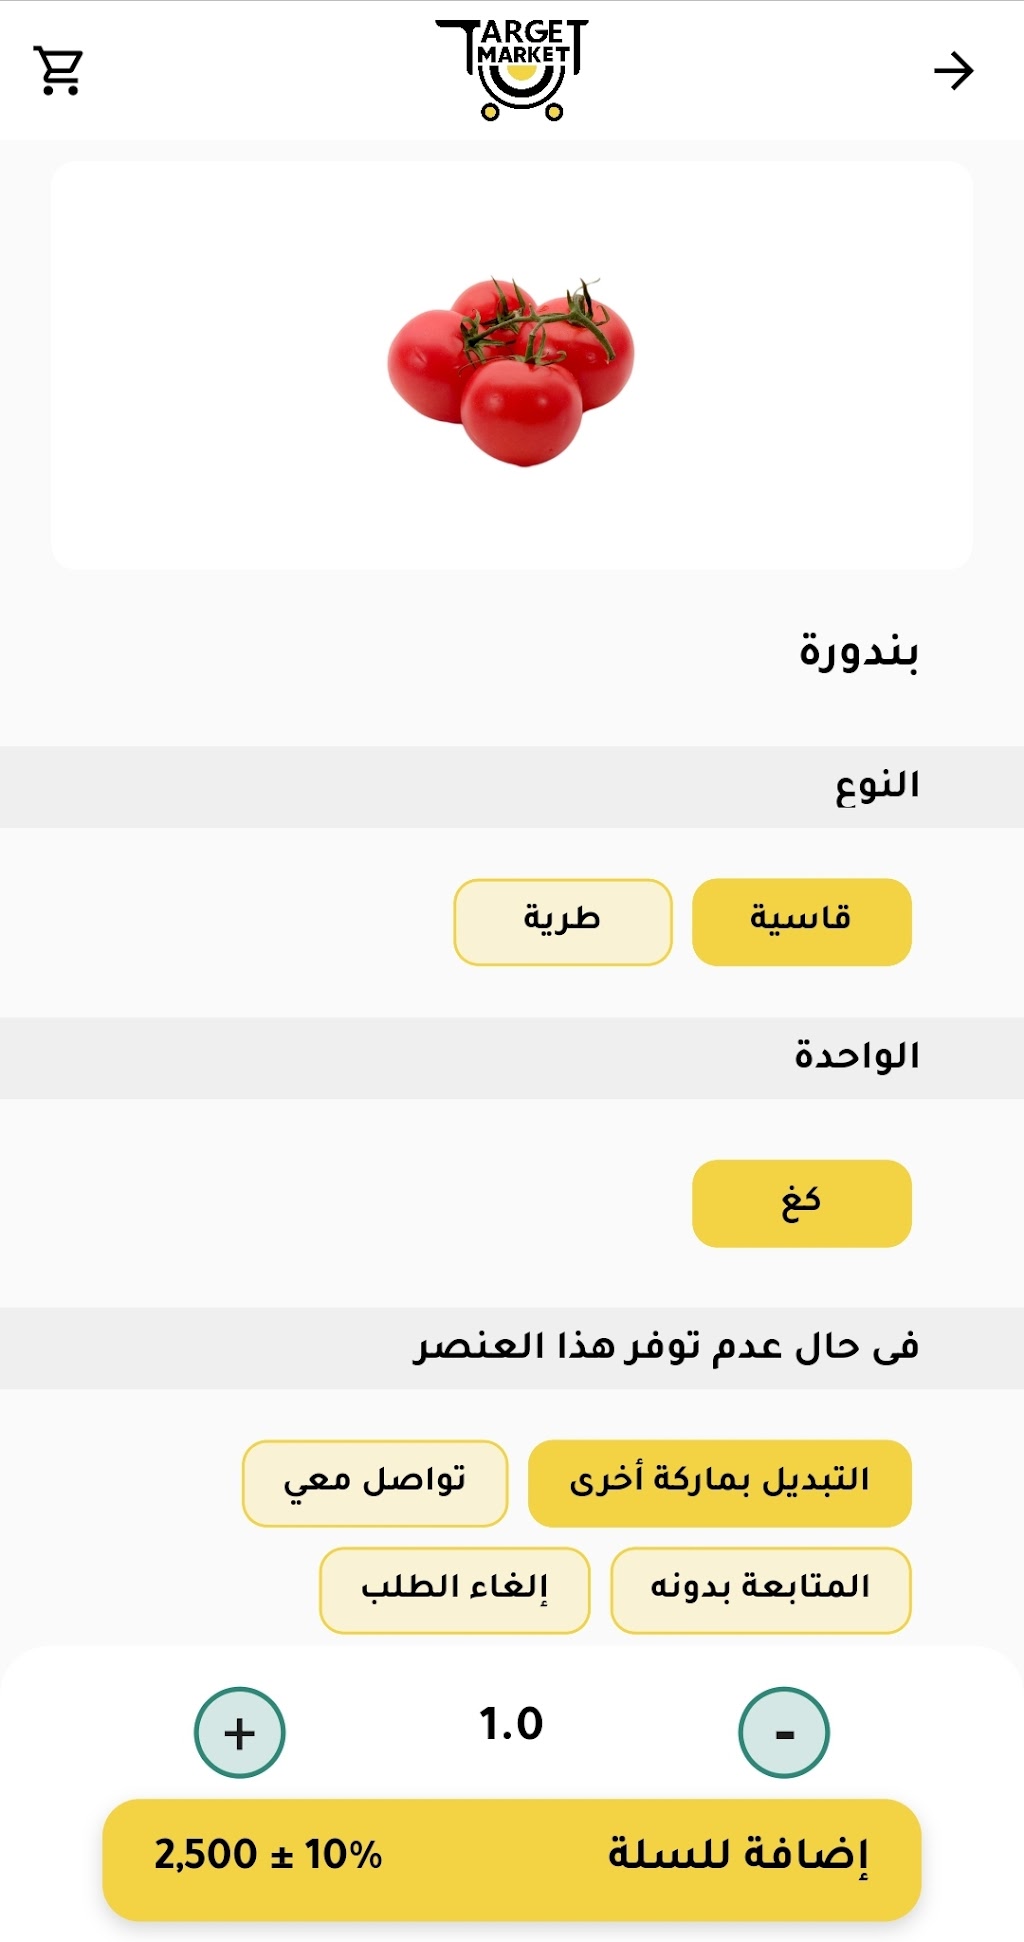 TARGET
MARKET
بندورة
النوع
قاسية طرية
الواحدة
كغ
فى حال عدم توفر هذا العنصر
التبديل بماركة أخرى تواصل معي
المتابعة بدونه إلغاء الطلب
- 1.0 +
إضافة للسلة 2,500 ± 10%